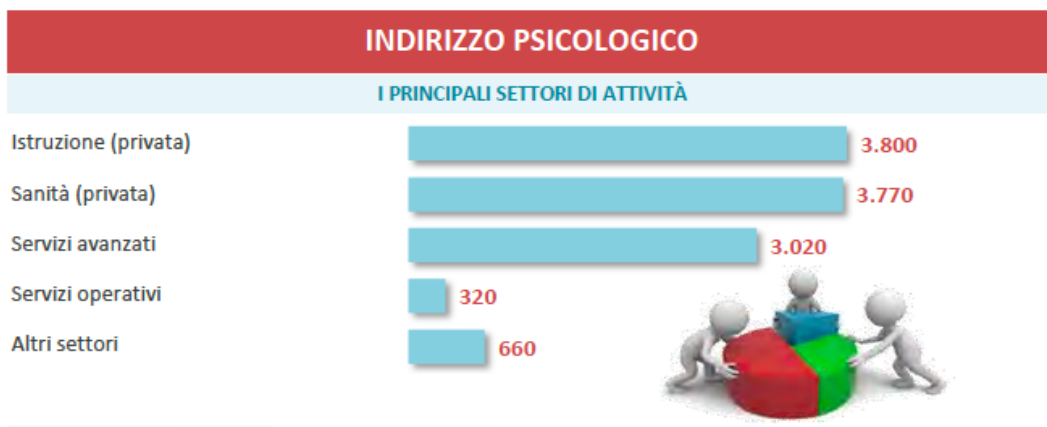 INDIRIZZO PSICOLOGICO
I PRINCIPALI SETTORI DI ATTIVITÀ
Istruzione (privata) 3.800
Sanità (privata) 3.770
Servizi avanzati 3.020
Servizi operativi 320
Altri settori 660